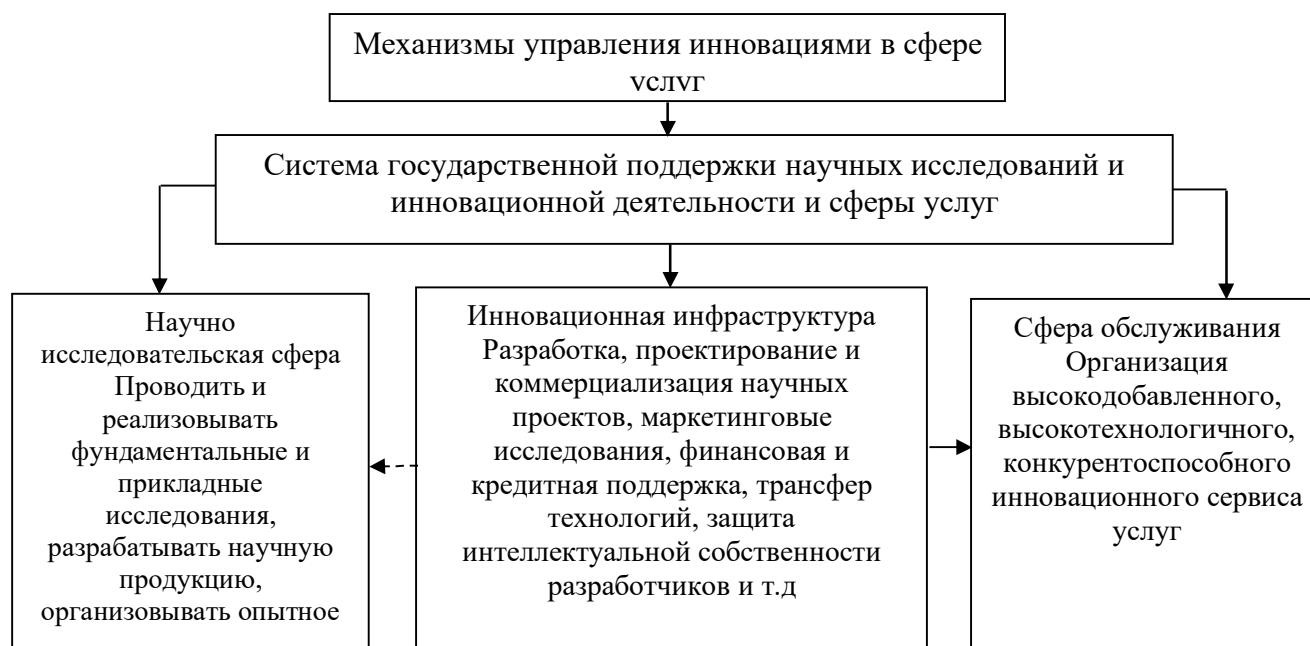 Механизмы управления инновациями в сфере
услуг
Система государственной поддержки научных исследований и
инновационной деятельности и сферы услуг
Научно
исследовательская сфера
Проводить и
реализовывать
фундаментальные и
прикладные
исследования,
разрабатывать научную
продукцию,
организовывать опытное
Инновационная инфраструктура
Разработка, проектирование и
коммерциализация научных
проектов, маркетинговые
исследования, финансовая и
кредитная поддержка, трансфер
технологий, защита
интеллектуальной собственности
разработчиков и т.д
Сфера обслуживания
Организация
высокодобавленного,
высокотехнологичного,
конкурентоспособного
инновационного сервиса
услуг